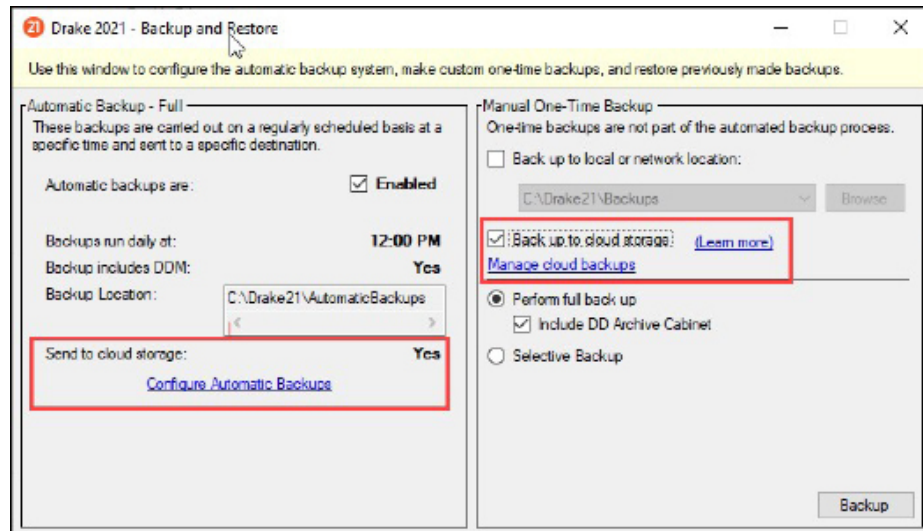 21 Drake 2021 - Backup and Restore
Use this window to configure the automatic backup system, make custom one-time backups, and restore previously made backups.
Automatic Backup - Full
These backups are carried out on a regularly scheduled basis at a
specific time and sent to a specific destination.
Automatic backups are: Enabled
Backups run daily at: 12:00 PM
Backup includes DDM: Yes
Backup Location: C:\Drake21\AutomaticBackups
Send to cloud storage: Yes
Configure Automatic Backups
Manual One-Time Backup
One-time backups are not part of the automated backup process.
Back up to local or network location:
C:\Drake21\Backups Browse
Back up to cloud storage: (Learn more)
Manage cloud backups
Perform full back up
Include DD Archive Cabinet
Selective Backup
Backup